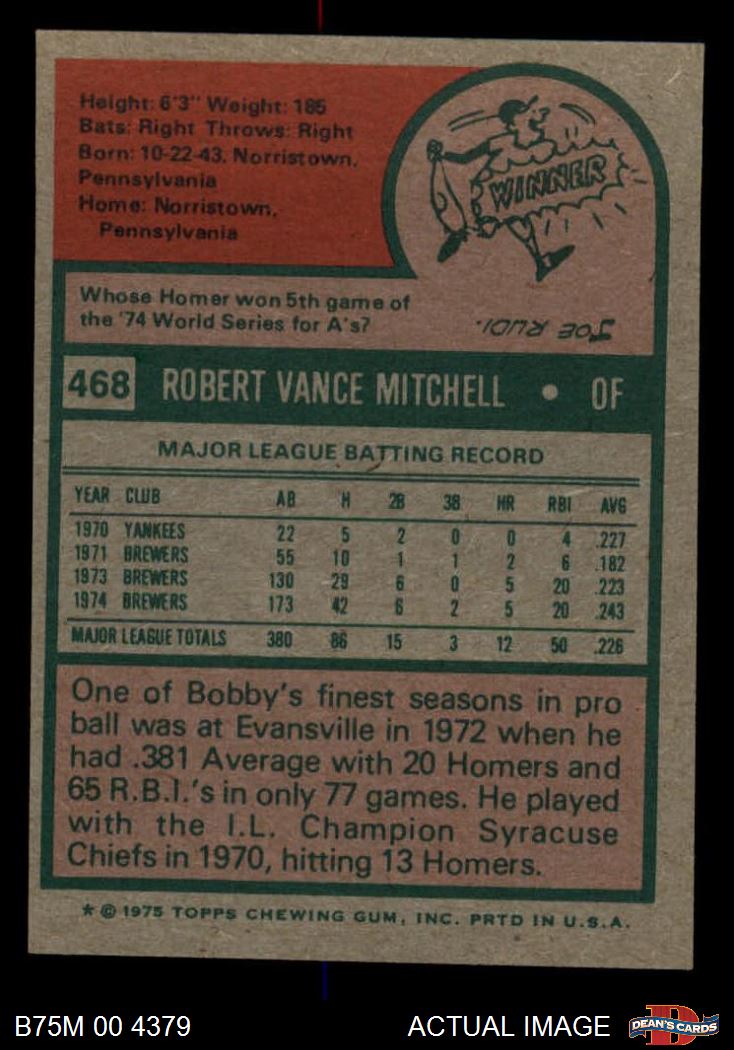 Height: 6'3" Weight: 185
Bats: Right Throws: Right
Born: 10-22-43, Norristown,
Pennsylvania
Home: Norristown,
Pennsylvania
WINNER
Whose Homer won 5th game of
the '74 World Series for A's?
JOE RUDI.
468 ROBERT VANCE MITCHELL • OF
MAJOR LEAGUE BATTING RECORD
YEAR CLUB AB H 2B 3B HR RBI AVG
1970 YANKEES 22 5 2 0 0 4 .227
1971 BREWERS 55 10 1 1 2 6 .182
1973 BREWERS 130 29 6 0 5 20 .223
1974 BREWERS 173 42 6 2 5 20 .243
MAJOR LEAGUE TOTALS 380 86 15 3 12 50 .226
One of Bobby's finest seasons in pro
ball was at Evansville in 1972 when he
had .381 Average with 20 Homers and
65 R.B.I.'s in only 77 games. He played
with the I.L. Champion Syracuse
Chiefs in 1970, hitting 13 Homers.
* © 1975 TOPPS CHEWING GUM, INC. PRTD IN U.S.A.
B75M 00 4379 ACTUAL IMAGE DEAN'S CARDS